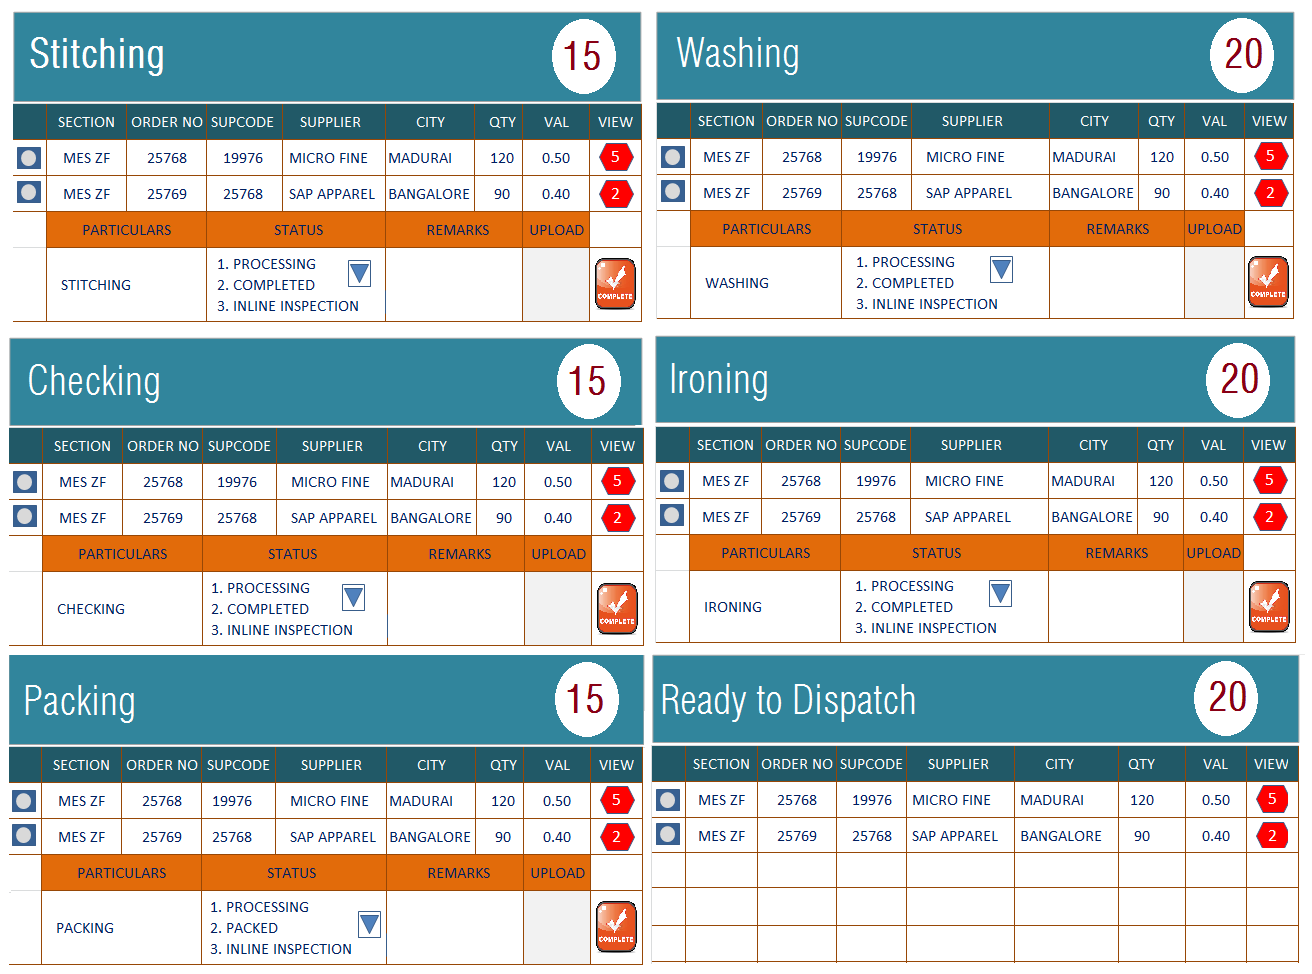 Stitching 15
SECTION ORDER NO SUPCODE SUPPLIER CITY QTY VAL VIEW
MES ZF 25768 19976 MICRO FINE MADURAI 120 0.50 5
MES ZF 25769 25768 SAP APPAREL BANGALORE 90 0.40 2
PARTICULARS STATUS REMARKS UPLOAD
STITCHING
1. PROCESSING
2. COMPLETED
3. INLINE INSPECTION
COMPLETE
Washing 20
SECTION ORDER NO SUPCODE SUPPLIER CITY QTY VAL VIEW
MES ZF 25768 19976 MICRO FINE MADURAI 120 0.50 5
MES ZF 25769 25768 SAP APPAREL BANGALORE 90 0.40 2
PARTICULARS STATUS REMARKS UPLOAD
WASHING
1. PROCESSING
2. COMPLETED
3. INLINE INSPECTION
COMPLETE
Checking 15
SECTION ORDER NO SUPCODE SUPPLIER CITY QTY VAL VIEW
MES ZF 25768 19976 MICRO FINE MADURAI 120 0.50 5
MES ZF 25769 25768 SAP APPAREL BANGALORE 90 0.40 2
PARTICULARS STATUS REMARKS UPLOAD
CHECKING
1. PROCESSING
2. COMPLETED
3. INLINE INSPECTION
COMPLETE
Ironing 20
SECTION ORDER NO SUPCODE SUPPLIER CITY QTY VAL VIEW
MES ZF 25768 19976 MICRO FINE MADURAI 120 0.50 5
MES ZF 25769 25768 SAP APPAREL BANGALORE 90 0.40 2
PARTICULARS STATUS REMARKS UPLOAD
IRONING
1. PROCESSING
2. COMPLETED
3. INLINE INSPECTION
COMPLETE
Packing 15
SECTION ORDER NO SUPCODE SUPPLIER CITY QTY VAL VIEW
MES ZF 25768 19976 MICRO FINE MADURAI 120 0.50 5
MES ZF 25769 25768 SAP APPAREL BANGALORE 90 0.40 2
PARTICULARS STATUS REMARKS UPLOAD
PACKING
1. PROCESSING
2. PACKED
3. INLINE INSPECTION
COMPLETE
Ready to Dispatch 20
SECTION ORDER NO SUPCODE SUPPLIER CITY QTY VAL VIEW
MES ZF 25768 19976 MICRO FINE MADURAI 120 0.50 5
MES ZF 25769 25768 SAP APPAREL BANGALORE 90 0.40 2